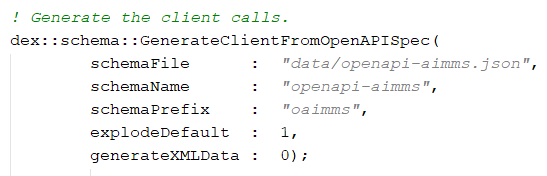 ! Generate the client calls.
dex::schema::GenerateClientFromOpenAPISpec(
schemaFile : "data/openapi-aimms.json",
schemaName : "openapi-aimms",
schemaPrefix : "oaimms",
explodeDefault : 1,
generateXMLData : 0);